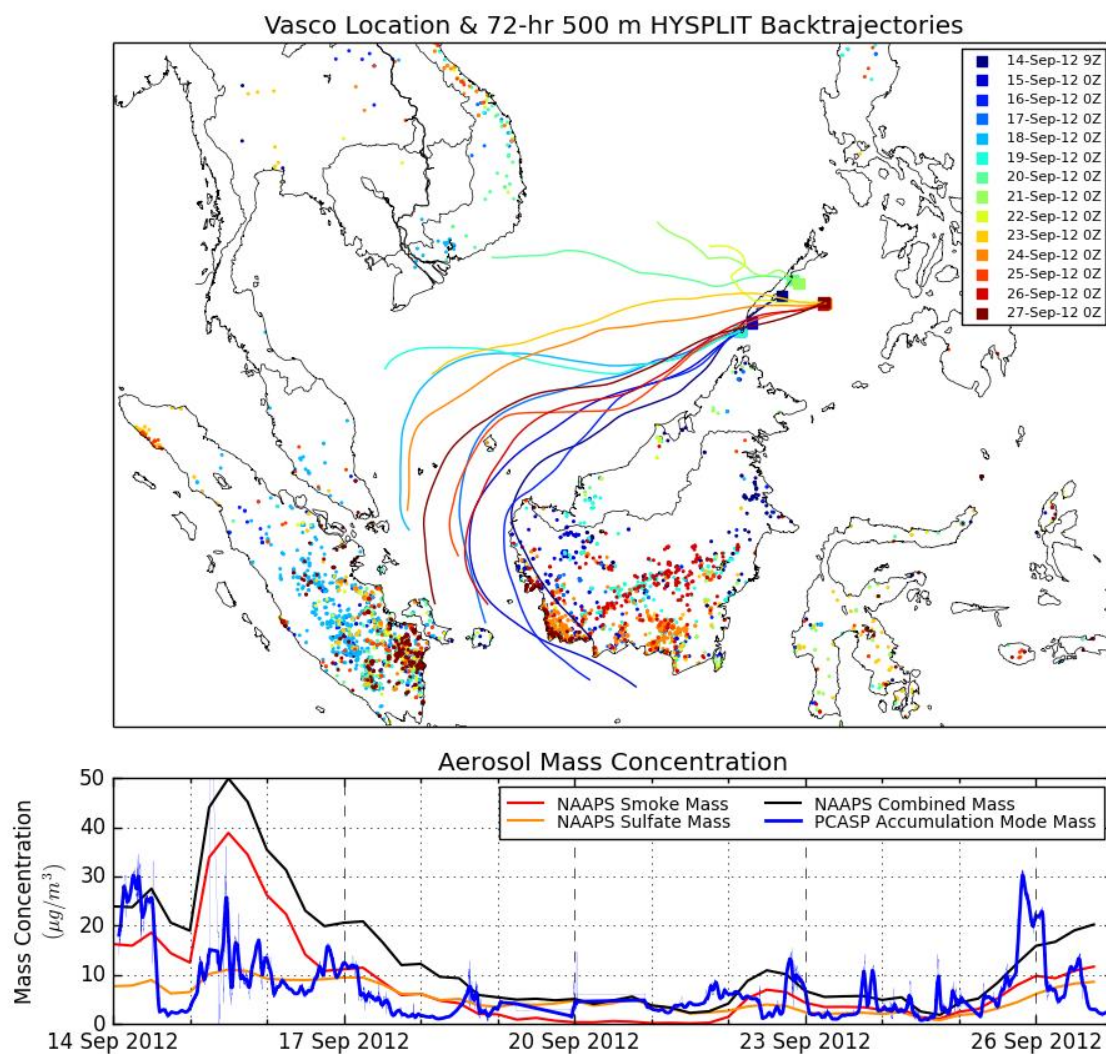 Vasco Location & 72-hr 500 m HYSPLIT Backtrajectories
14-Sep-12 9Z
15-Sep-12 0Z
16-Sep-12 0Z
17-Sep-12 0Z
18-Sep-12 0Z
19-Sep-12 0Z
20-Sep-12 0Z
21-Sep-12 0Z
22-Sep-12 0Z
23-Sep-12 0Z
24-Sep-12 0Z
25-Sep-12 0Z
26-Sep-12 0Z
27-Sep-12 0Z
Aerosol Mass Concentration
NAAPS Smoke Mass
NAAPS Sulfate Mass
NAAPS Combined Mass
PCASP Accumulation Mode Mass
Mass Concentration
(μg/m³)
50
40
30
20
10
0
14 Sep 2012
17 Sep 2012
20 Sep 2012
23 Sep 2012
26 Sep 2012